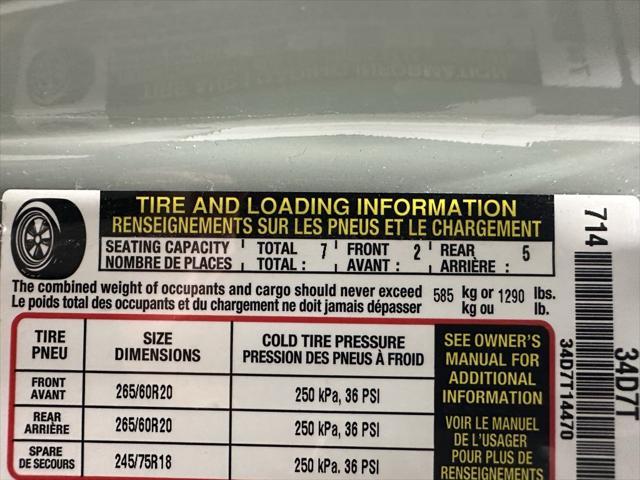 TIRE AND LOADING INFORMATION
RENSEIGNEMENTS SUR LES PNEUS ET LE CHARGEMENT
SEATING CAPACITY TOTAL 7 FRONT 2 REAR 5
NOMBRE DE PLACES TOTAL : AVANT : ARRIÈRE :
The combined weight of occupants and cargo should never exceed 585 kg or 1290 lbs.
Le poids total des occupants et du chargement ne doit jamais dépasser kg ou lb.
TIRE SIZE COLD TIRE PRESSURE
PNEU DIMENSIONS PRESSION DES PNEUS À FROID
FRONT
AVANT 265/60R20 250 kPa, 36 PSI
REAR
ARRIÈRE 265/60R20 250 kPa, 36 PSI
SPARE
DE SECOURS 245/75R18 250 kPa. 36 PSI
SEE OWNER'S
MANUAL FOR
ADDITIONAL
INFORMATION
VOIR LE MANUEL
DE L'USAGER
POUR PLUS DE
RENSEIGNEMENTS
714
34D7T14470
34D7T